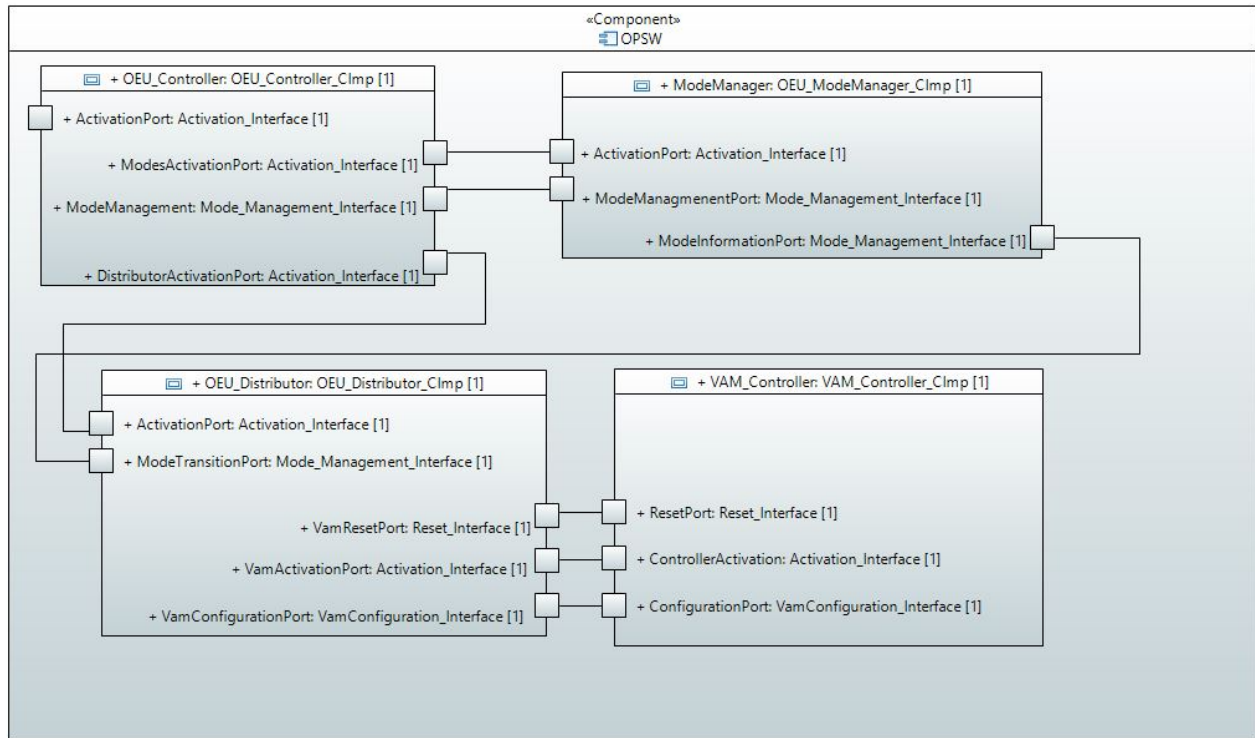 «Component»
OPSW
+ OEU_Controller: OEU_Controller_CImp [1]
+ ActivationPort: Activation_Interface [1]
+ ModesActivationPort: Activation_Interface [1]
+ ModeManagement: Mode_Management_Interface [1]
+ DistributorActivationPort: Activation_Interface [1]
+ ModeManager: OEU_ModeManager_CImp [1]
+ ActivationPort: Activation_Interface [1]
+ ModeManagmenentPort: Mode_Management_Interface [1]
+ ModeInformationPort: Mode_Management_Interface [1]
+ OEU_Distributor: OEU_Distributor_CImp [1]
+ ActivationPort: Activation_Interface [1]
+ ModeTransitionPort: Mode_Management_Interface [1]
+ VamResetPort: Reset_Interface [1]
+ VamActivationPort: Activation_Interface [1]
+ VamConfigurationPort: VamConfiguration_Interface [1]
+ VAM_Controller: VAM_Controller_CImp [1]
+ ResetPort: Reset_Interface [1]
+ ControllerActivation: Activation_Interface [1]
+ ConfigurationPort: VamConfiguration_Interface [1]